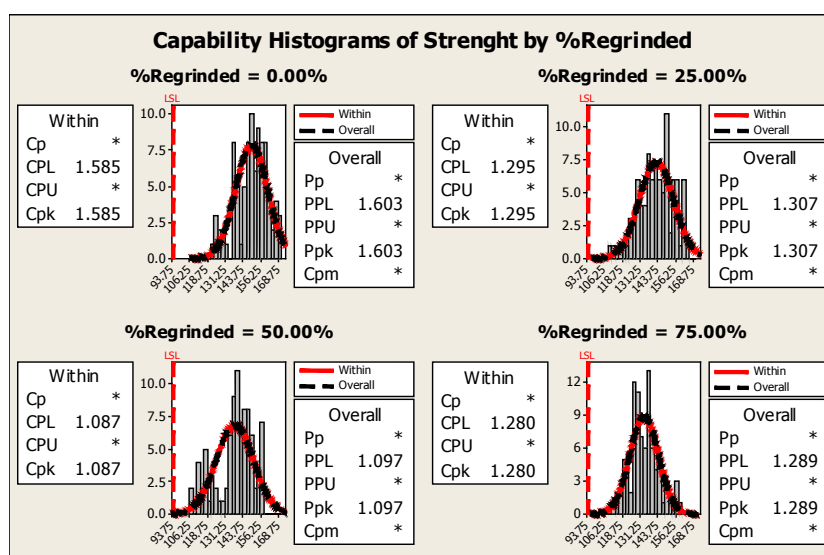 Capability Histograms of Strenght by %Regrinded
%Regrinded = 0.00%
LSL
Within
Cp *
CPL 1.585
CPU *
Cpk 1.585
10.0
7.5
5.0
2.5
0.0
93.75 106.25 118.75 131.25 143.75 156.25 168.75
Within
Overall
Overall
Pp *
PPL 1.603
PPU *
Ppk 1.603
Cpm *
%Regrinded = 25.00%
LSL
Within
Cp *
CPL 1.295
CPU *
Cpk 1.295
10.0
7.5
5.0
2.5
0.0
93.75 106.25 118.75 131.25 143.75 156.25 168.75
Within
Overall
Overall
Pp *
PPL 1.307
PPU *
Ppk 1.307
Cpm *
%Regrinded = 50.00%
LSL
Within
Cp *
CPL 1.087
CPU *
Cpk 1.087
10.0
7.5
5.0
2.5
0.0
93.75 106.25 118.75 131.25 143.75 156.25 168.75
Within
Overall
Overall
Pp *
PPL 1.097
PPU *
Ppk 1.097
Cpm *
%Regrinded = 75.00%
LSL
Within
Cp *
CPL 1.280
CPU *
Cpk 1.280
12
9
6
3
0
93.75 106.25 118.75 131.25 143.75 156.25 168.75
Within
Overall
Overall
Pp *
PPL 1.289
PPU *
Ppk 1.289
Cpm *